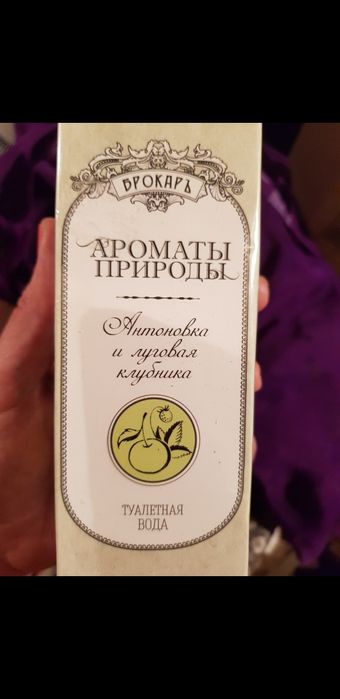 БРОКАРЪ
АРОМАТЫ
ПРИРОДЫ
Антоновка
и луговая
клубника
ТУАЛЕТНАЯ
ВОДА